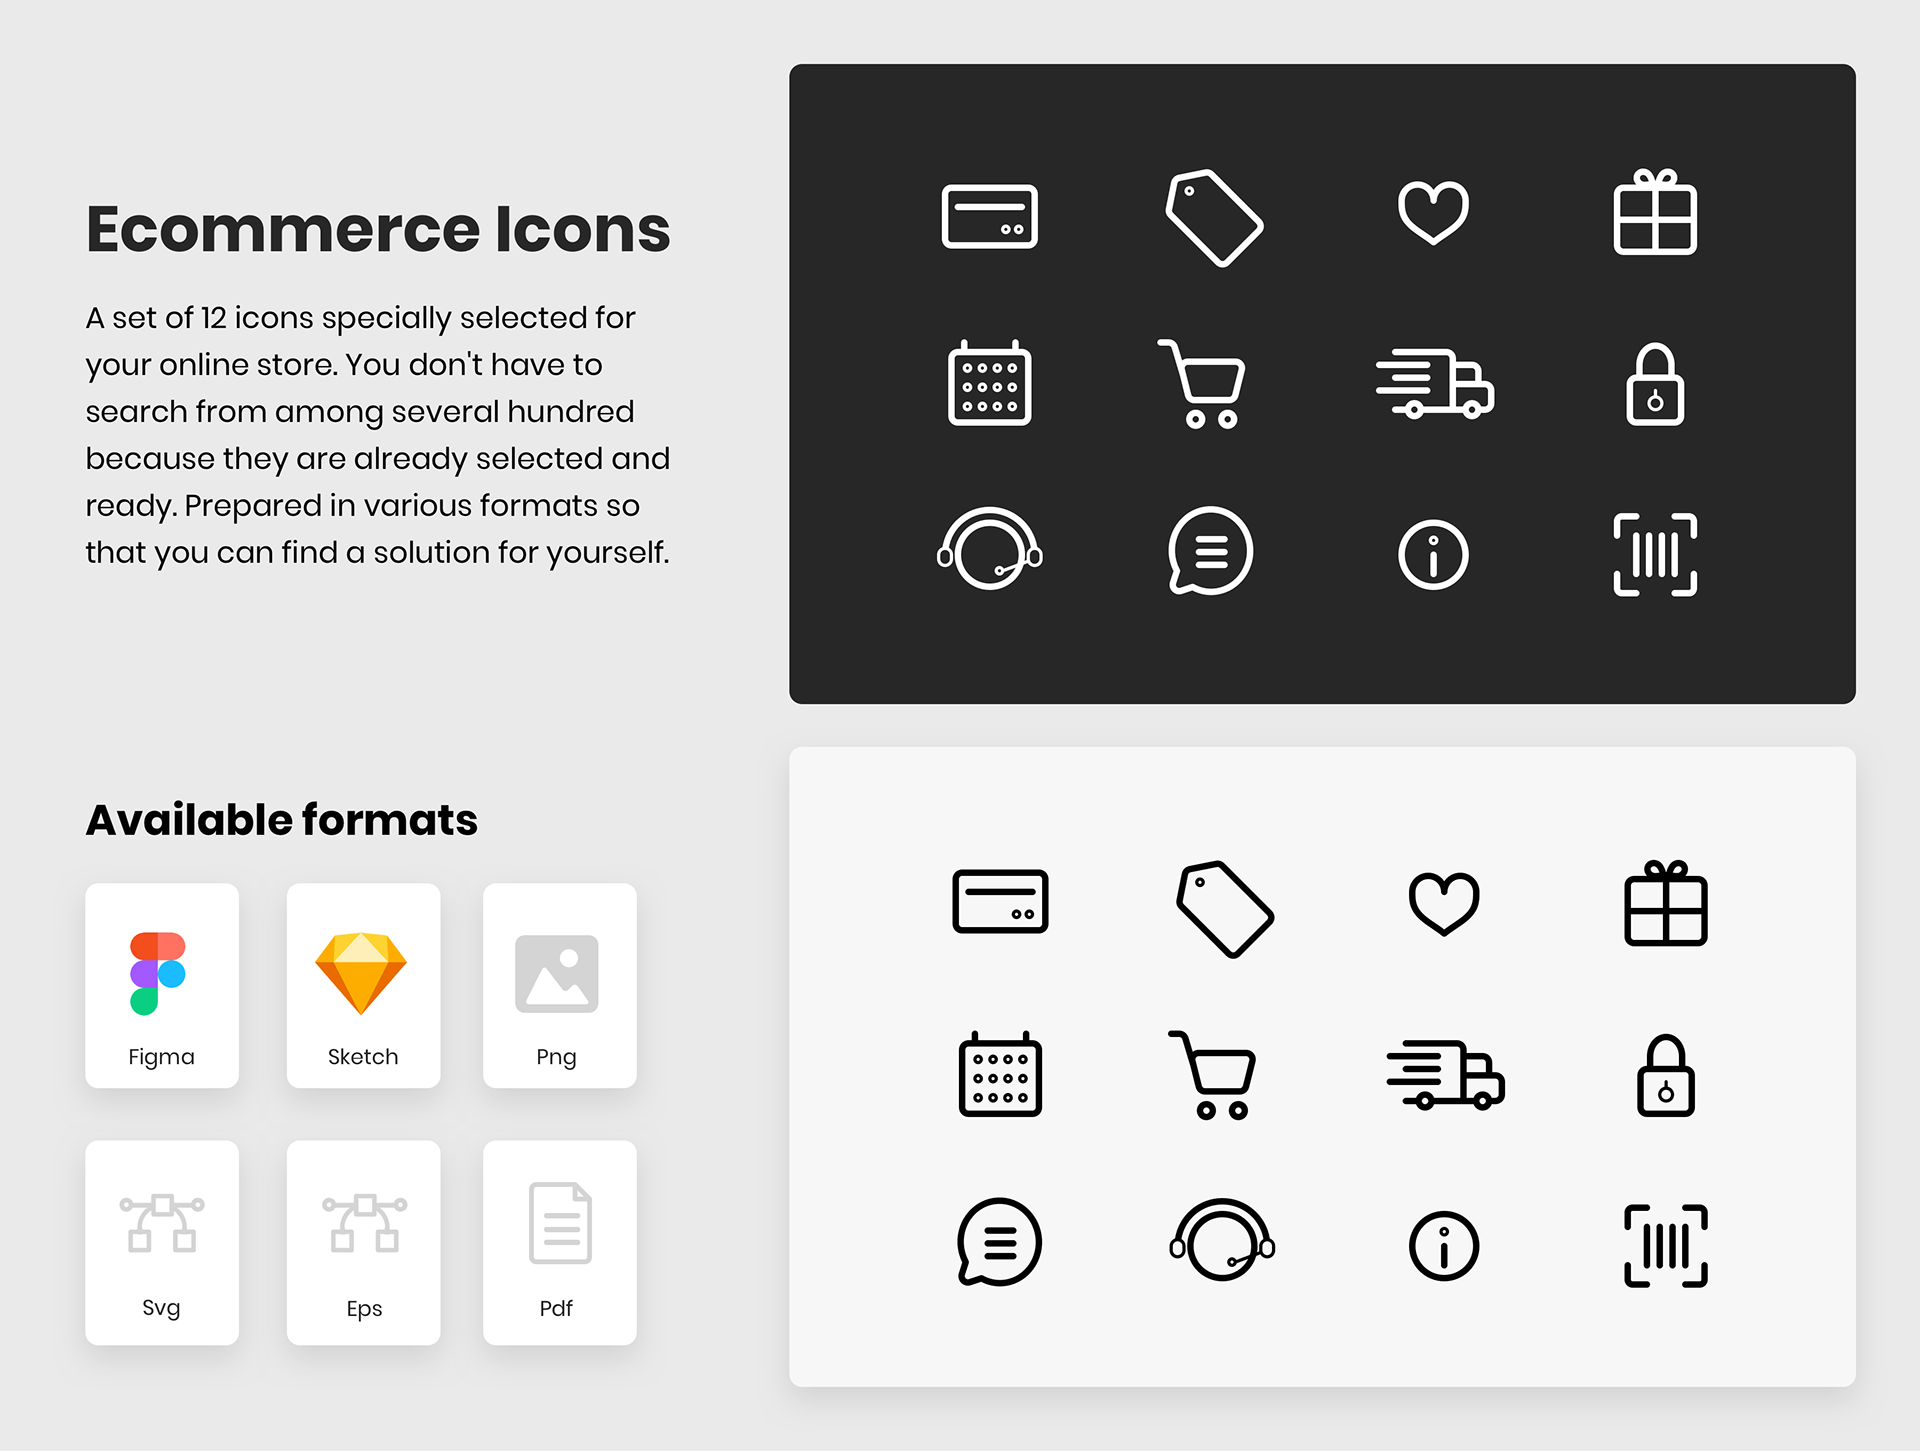 Ecommerce Icons
A set of 12 icons specially selected for
your online store. You don't have to
search from among several hundred
because they are already selected and
ready. Prepared in various formats so
that you can find a solution for yourself.
Available formats
Figma
Sketch
Png
Svg
Eps
Pdf